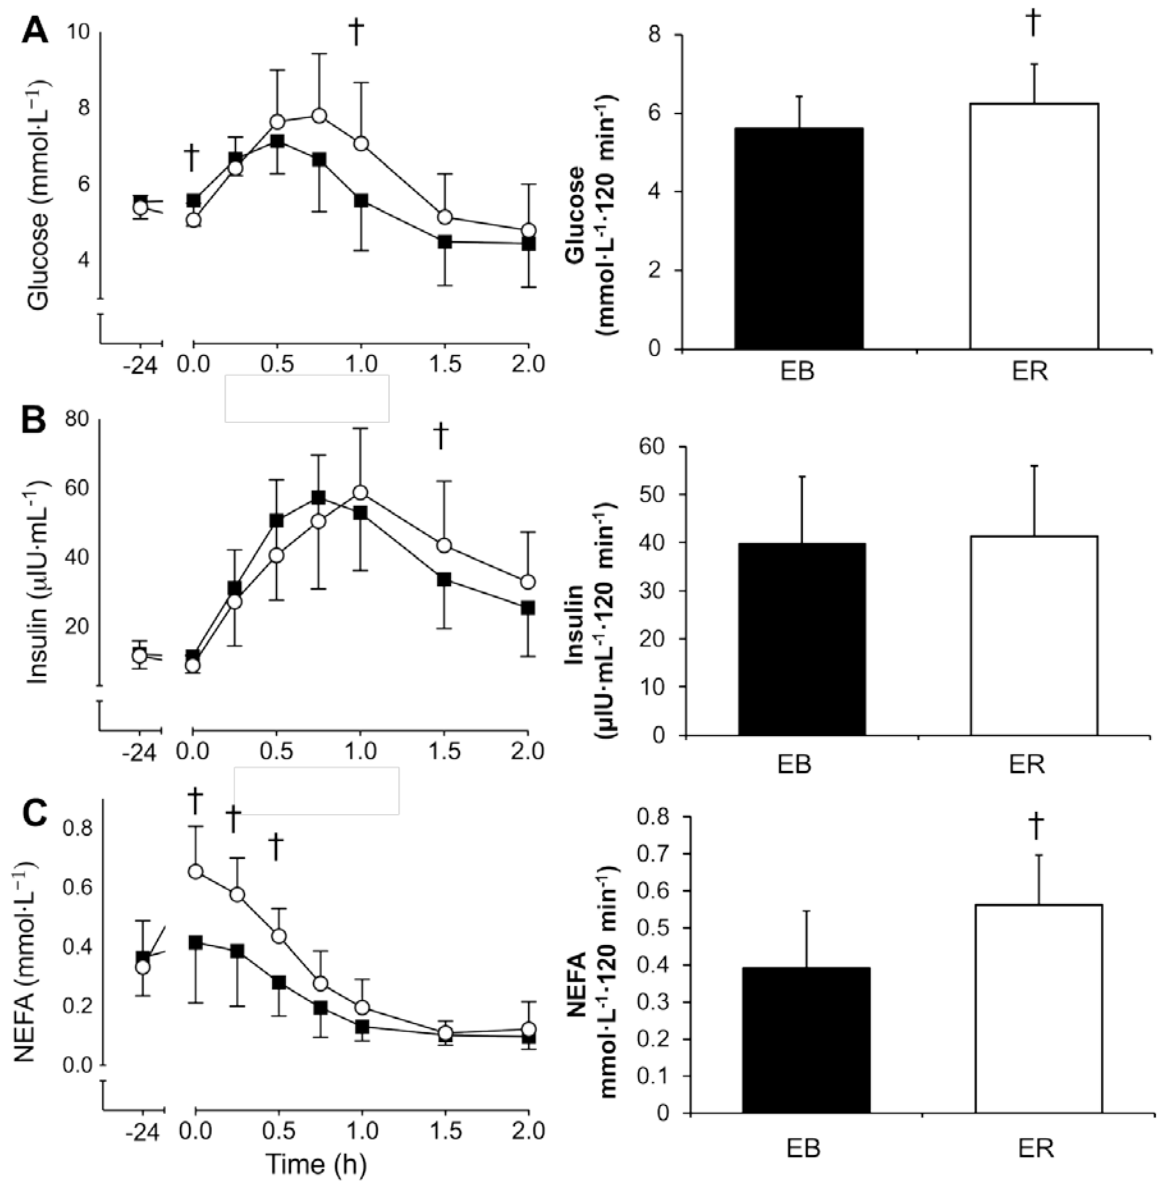 A
Glucose (mmol·L⁻¹)
10
8
6
4
†
†
-24 0.0 0.5 1.0 1.5 2.0
Glucose
(mmol·L⁻¹·120 min⁻¹)
8
6
4
2
0
†
EB ER
B
Insulin (µIU·mL⁻¹)
80
60
40
20
†
-24 0.0 0.5 1.0 1.5 2.0
Insulin
(µIU·mL⁻¹·120 min⁻¹)
60
50
40
30
20
10
0
EB ER
C
NEFA (mmol·L⁻¹)
0.8
0.6
0.4
0.2
0.0
† † †
-24 0.0 0.5 1.0 1.5 2.0
Time (h)
NEFA
mmol·L⁻¹·120 min⁻¹)
0.8
0.7
0.6
0.5
0.4
0.3
0.2
0.1
0
†
EB ER